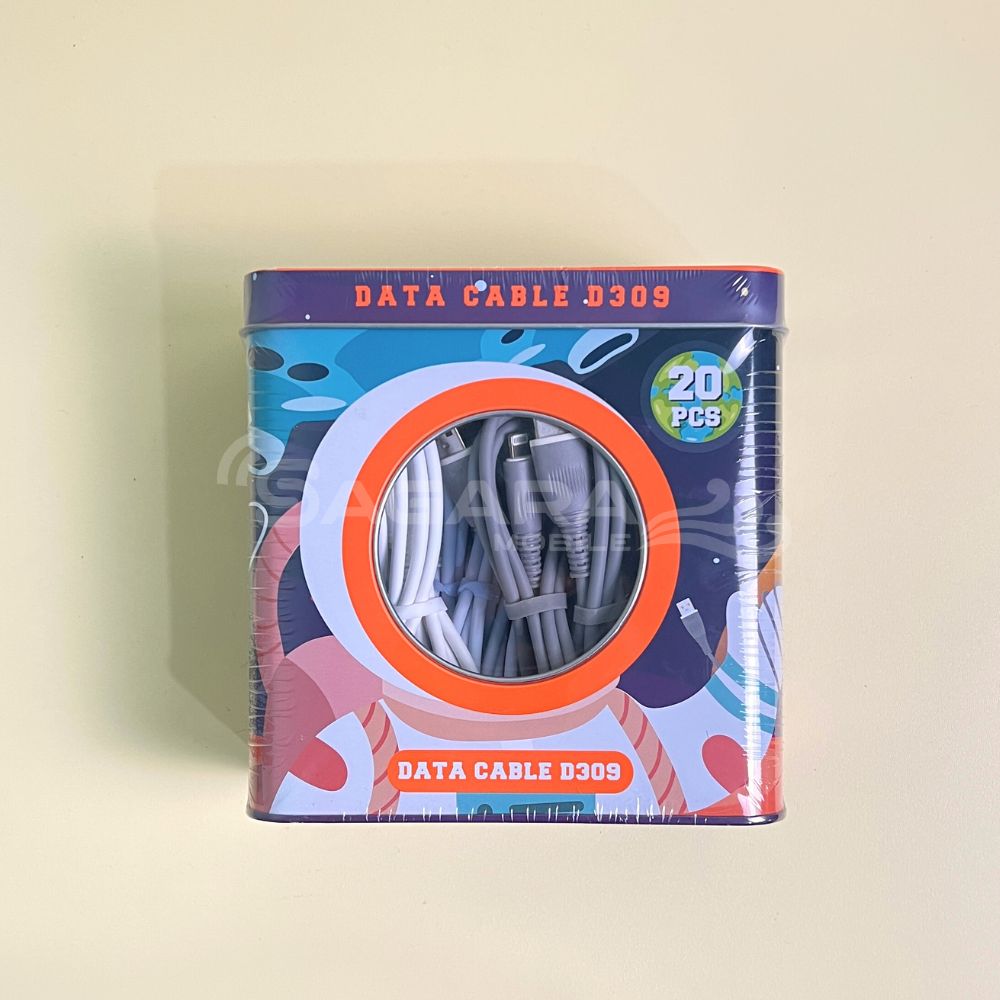 DATA CABLE D309
20
PCS
SAGARA
MOBILE
DATA CABLE D309